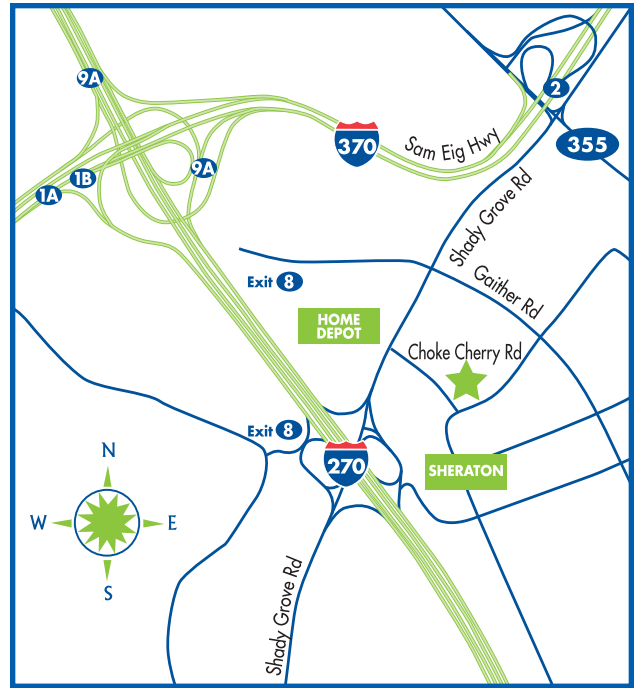 9A
2
370
Sam Eig Hwy
355
9A
1B
1A
Shady Grove Rd
Exit 8
Gaither Rd
HOME
DEPOT
Choke Cherry Rd
Exit 8
270
SHERATON
N
W
E
S
Shady Grove Rd